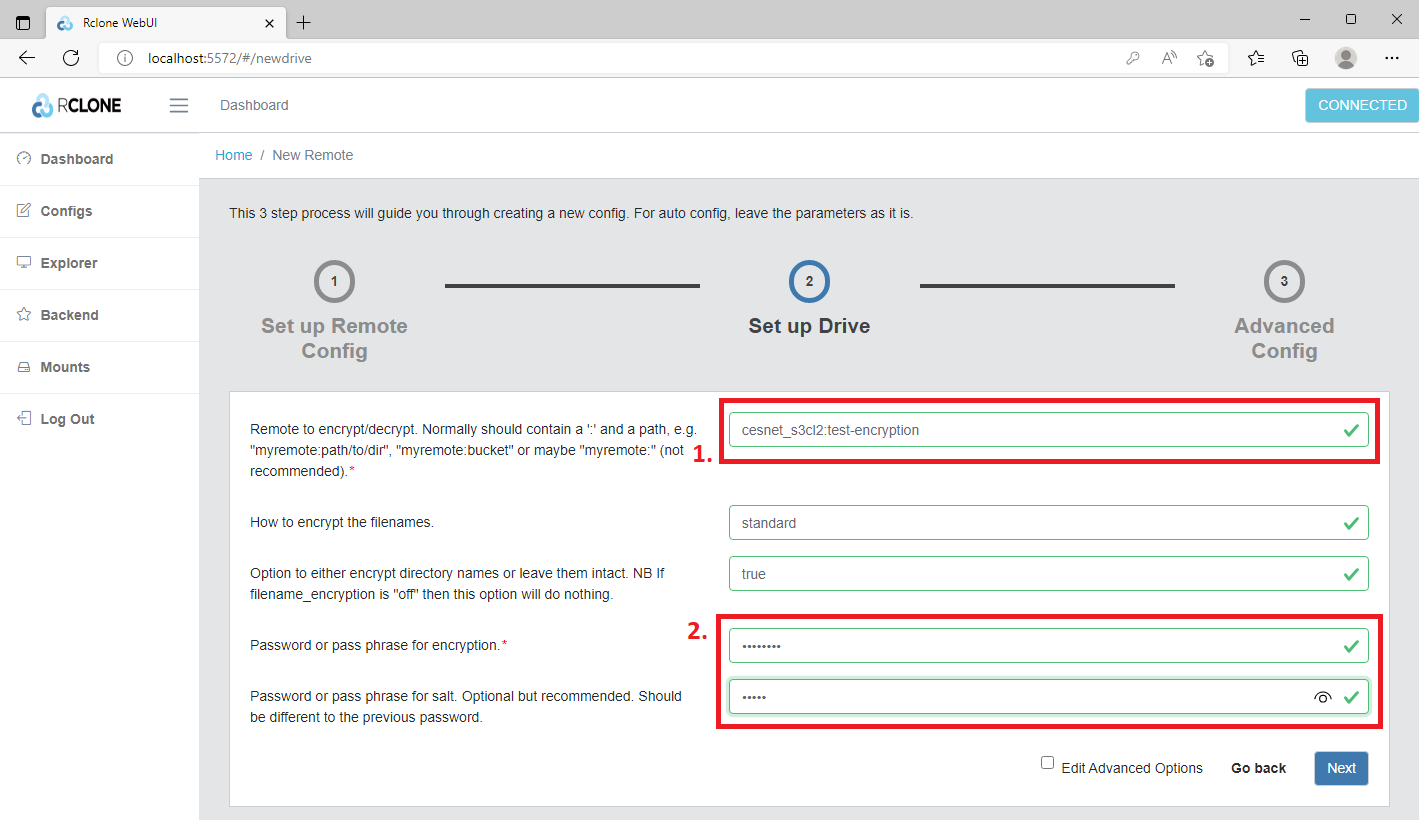 Rclone WebUI
localhost:5572/#/newdrive
RCLONE
Dashboard
CONNECTED
Dashboard
Configs
Explorer
Backend
Mounts
Log Out
Home / New Remote
This 3 step process will guide you through creating a new config. For auto config, leave the parameters as it is.
1
2
3
Set up Remote
Config
Set up Drive
Advanced
Config
Remote to encrypt/decrypt. Normally should contain a ':' and a path, e.g.
"myremote:path/to/dir", "myremote:bucket" or maybe "myremote:" (not
recommended).*
1.
cesnet_s3cl2:test-encryption
How to encrypt the filenames.
standard
Option to either encrypt directory names or leave them intact. NB If
filename_encryption is "off" then this option will do nothing.
true
2.
Password or pass phrase for encryption.*
••••••••
Password or pass phrase for salt. Optional but recommended. Should
be different to the previous password.
•••••
Edit Advanced Options
Go back
Next